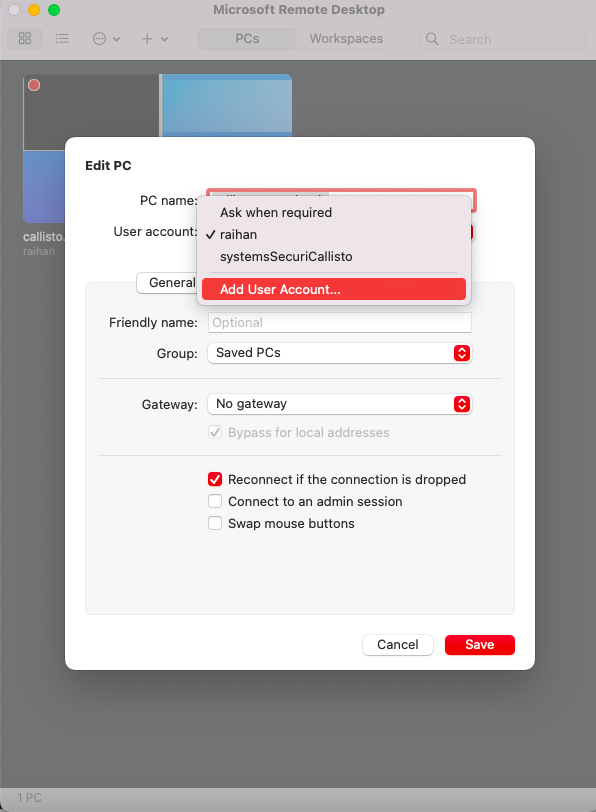 Microsoft Remote Desktop
PCs
Workspaces
Search
Edit PC
PC name:
User account:
Ask when required
raihan
systemsSecuriCallisto
Add User Account...
callisto.
raihan
General
Friendly name:
Optional
Group:
Saved PCs
Gateway:
No gateway
Bypass for local addresses
Reconnect if the connection is dropped
Connect to an admin session
Swap mouse buttons
Cancel
Save
1 PC